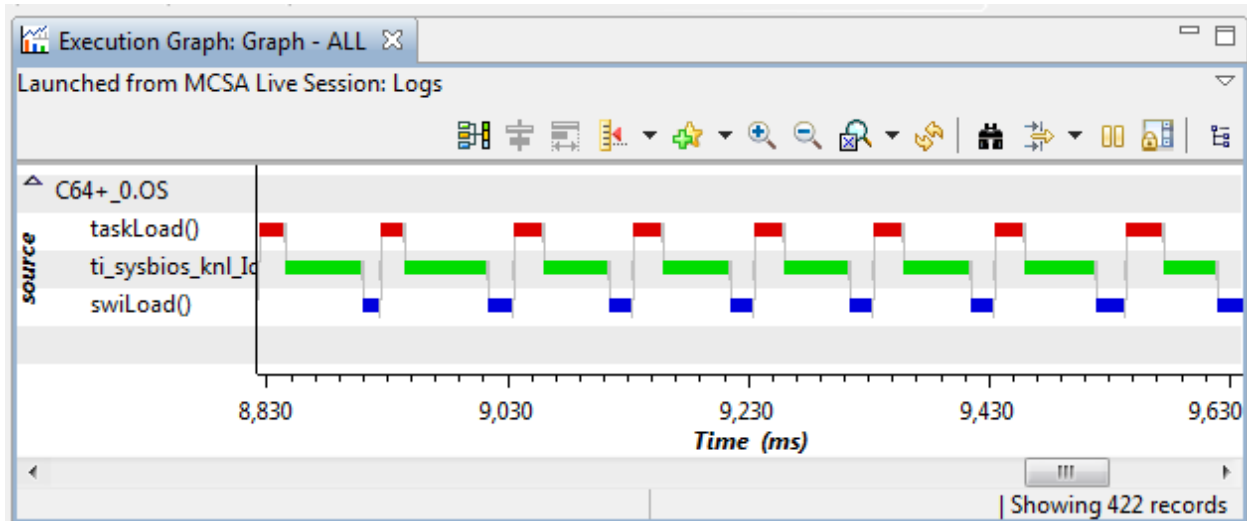 Execution Graph: Graph - ALL
Launched from MCSA Live Session: Logs
C64+_0.OS
source
taskLoad()
ti_sysbios_knl_Id
swiLoad()
8,830 9,030 9,230 9,430 9,630
Time (ms)
| Showing 422 records